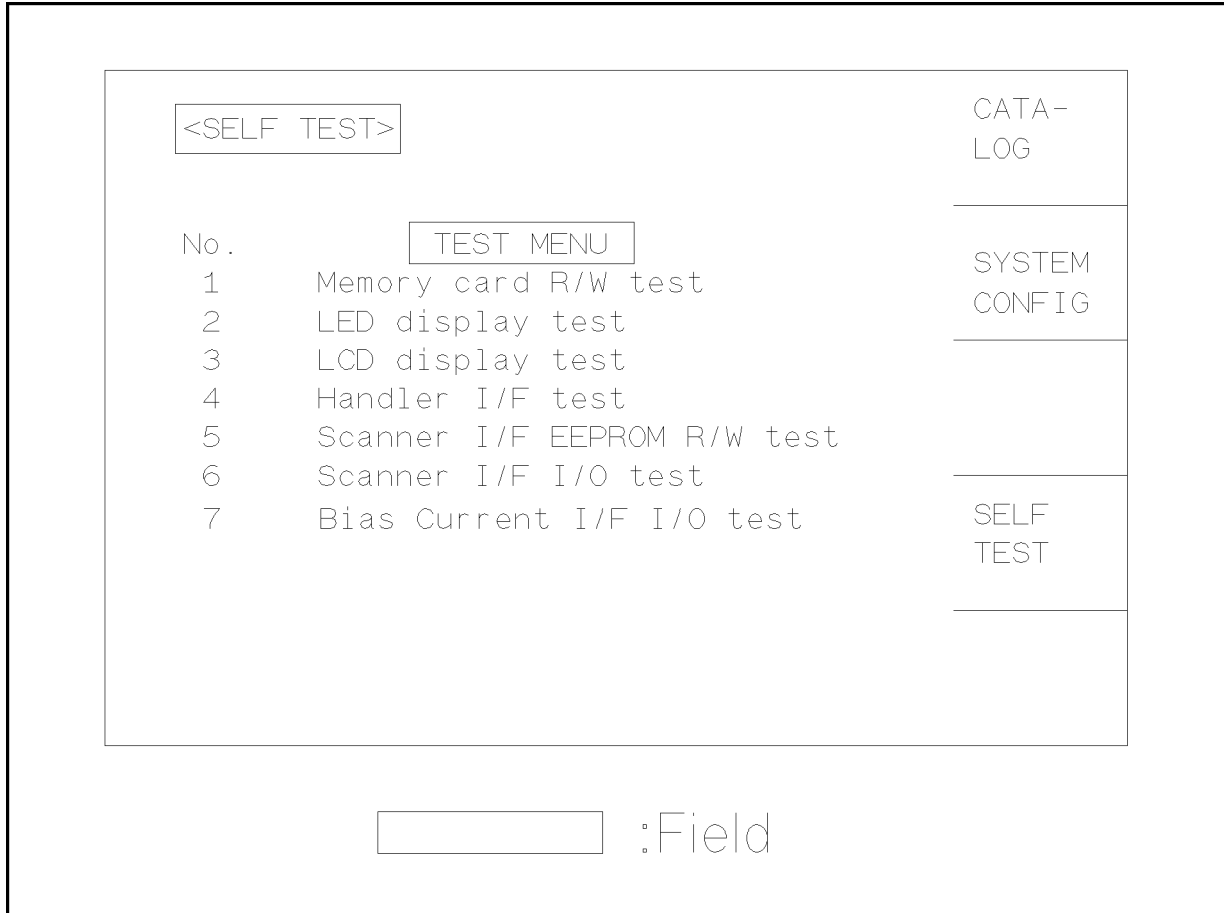 <SELF TEST>
No.
TEST MENU
1 Memory card R/W test
2 LED display test
3 LCD display test
4 Handler I/F test
5 Scanner I/F EEPROM R/W test
6 Scanner I/F I/O test
7 Bias Current I/F I/O test
CATA-
LOG
SYSTEM
CONFIG
SELF
TEST
:Field